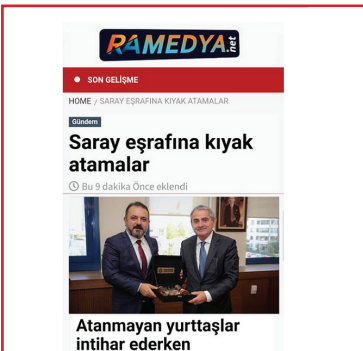 RAMEDYA.net
SON GELİŞME
HOME / SARAY EŞRAFINA KIYAK ATAMALAR
Gündem
Saray eşrafına kıyak
atamalar
Bu 9 dakika Önce eklendi
Atanmayan yurttaşlar
intihar ederken